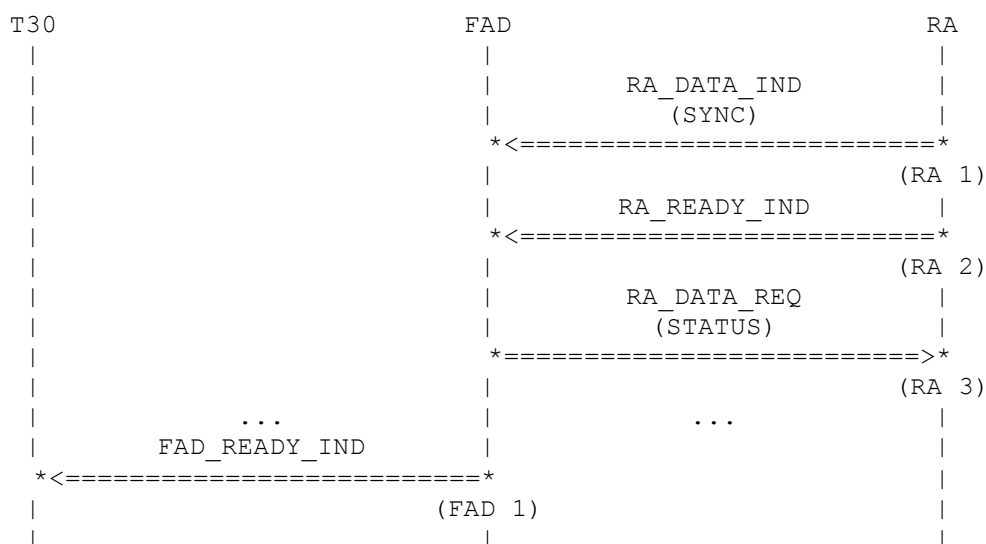 T30 FAD RA
| | |
| RA_DATA_IND |
| | (SYNC) |
| *<==========================*
| | (RA 1)
| | RA_READY_IND |
| *<==========================*
| | (RA 2)
| | RA_DATA_REQ |
| | (STATUS) |
| *==========================>*
| | (RA 3)
| ... | ... |
| FAD_READY_IND | |
*<==========================* |
| (FAD 1) |
| | |